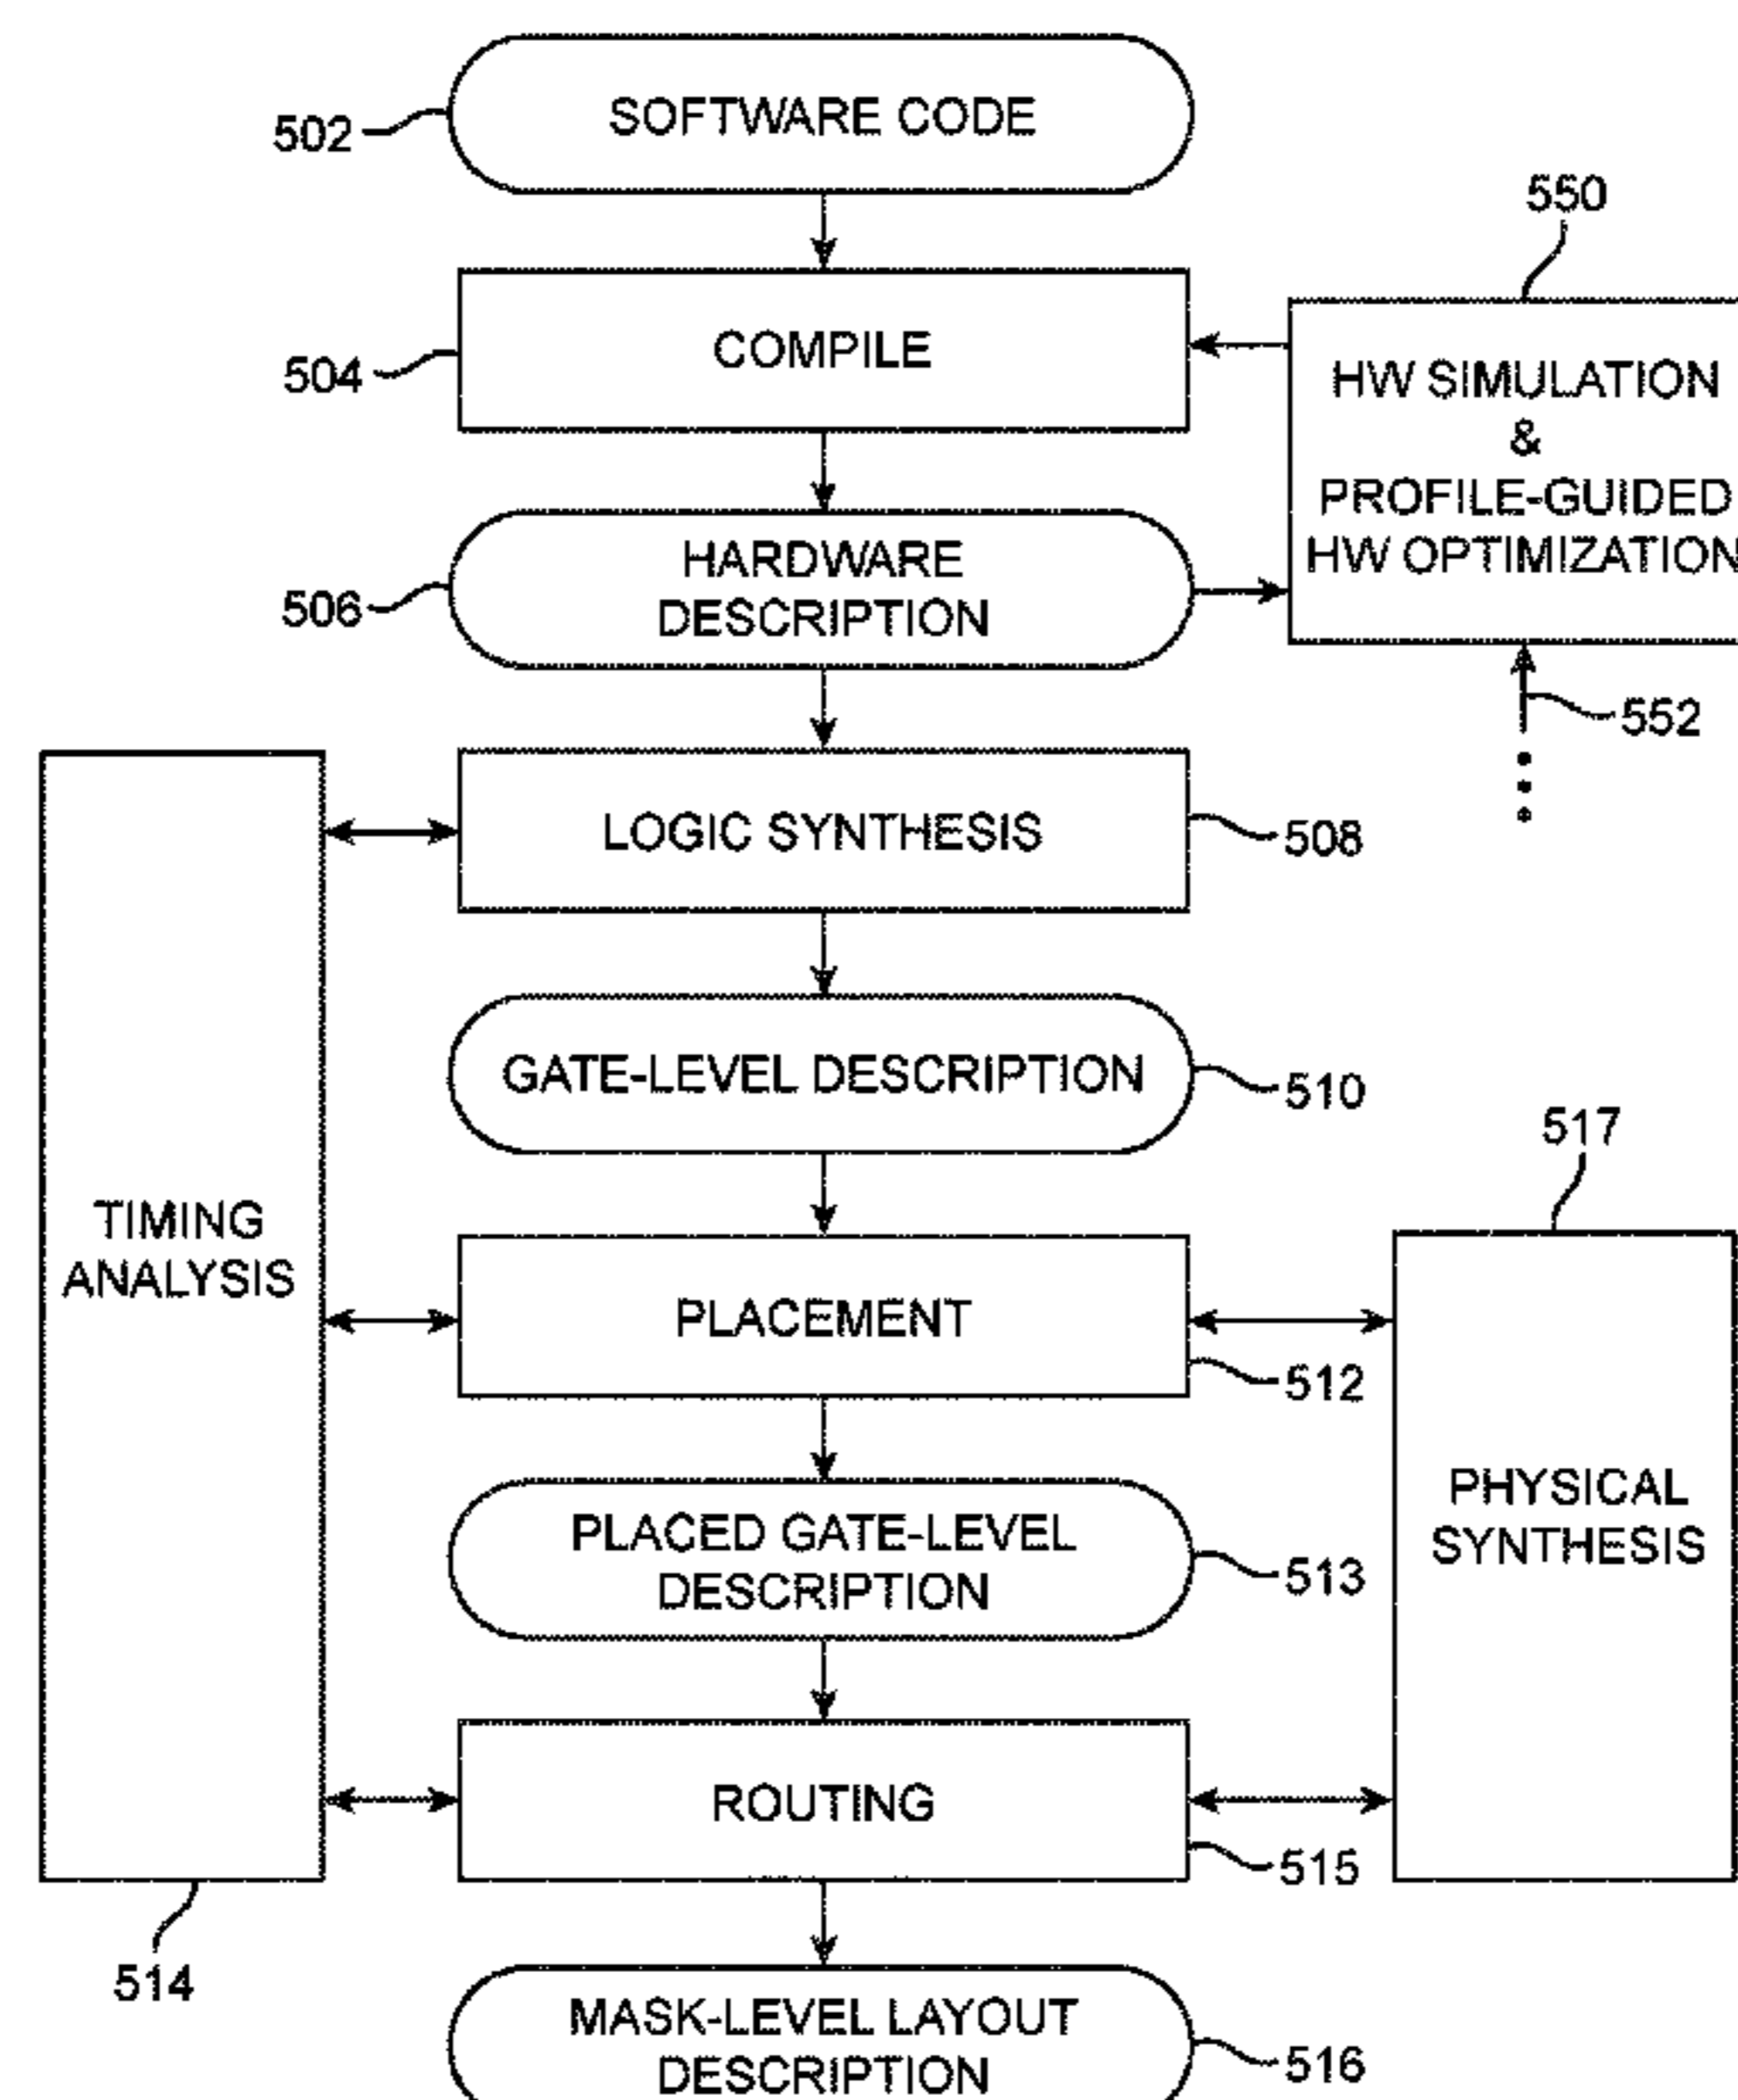 SOFTWARE CODE
502
550
COMPILE
504
HW SIMULATION
&
PROFILE-GUIDED
HW OPTIMIZATION
HARDWARE
DESCRIPTION
506
552
LOGIC SYNTHESIS
508
GATE-LEVEL DESCRIPTION
510
517
TIMING
ANALYSIS
PLACEMENT
512
PHYSICAL
SYNTHESIS
PLACED GATE-LEVEL
DESCRIPTION
513
ROUTING
515
514
MASK-LEVEL LAYOUT
DESCRIPTION
516